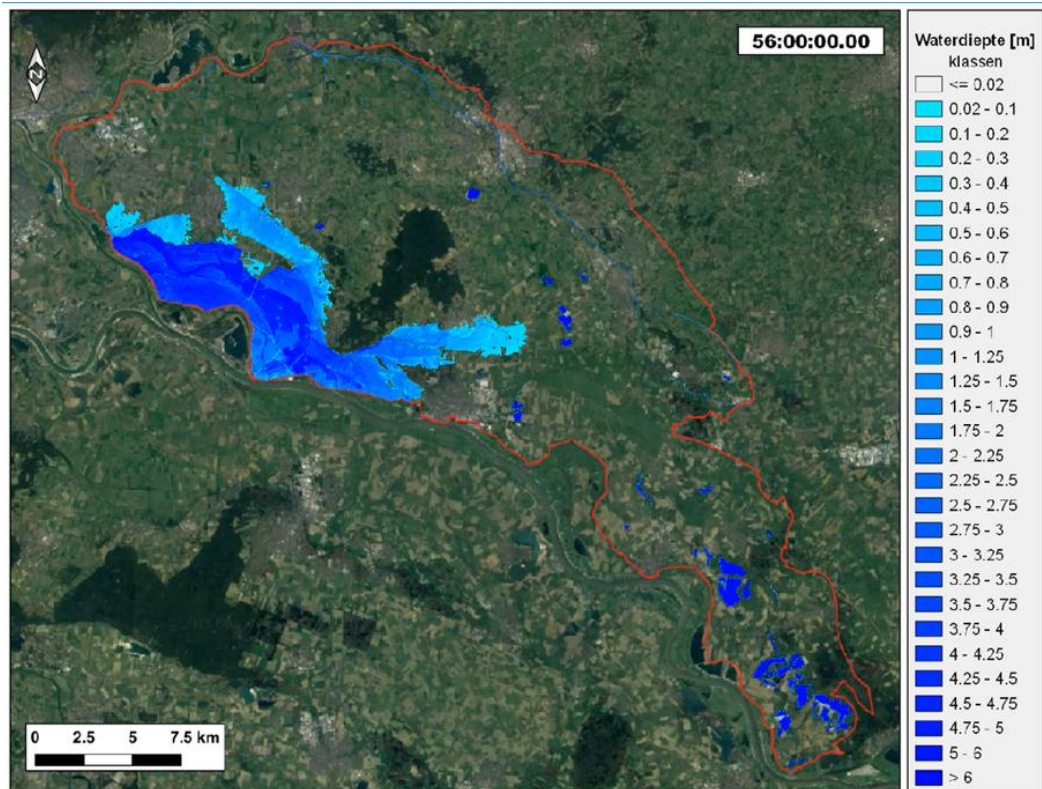 56:00:00.00
Waterdiepte [m]
klassen
<= 0.02
0.02 - 0.1
0.1 - 0.2
0.2 - 0.3
0.3 - 0.4
0.4 - 0.5
0.5 - 0.6
0.6 - 0.7
0.7 - 0.8
0.8 - 0.9
0.9 - 1
1 - 1.25
1.25 - 1.5
1.5 - 1.75
1.75 - 2
2 - 2.25
2.25 - 2.5
2.5 - 2.75
2.75 - 3
3 - 3.25
3.25 - 3.5
3.5 - 3.75
3.75 - 4
4 - 4.25
4.25 - 4.5
4.5 - 4.75
4.75 - 5
5 - 6
> 6
N
0 2.5 5 7.5 km